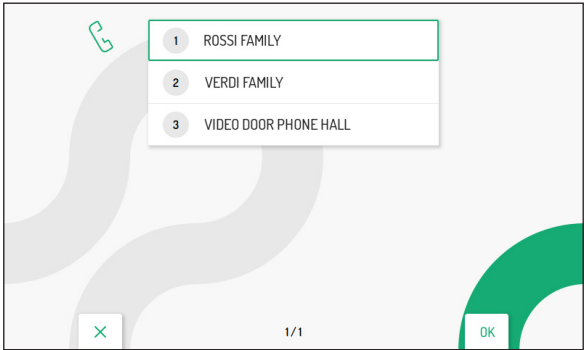 1 ROSSI FAMILY
2 VERDI FAMILY
3 VIDEO DOOR PHONE HALL
1/1
OK